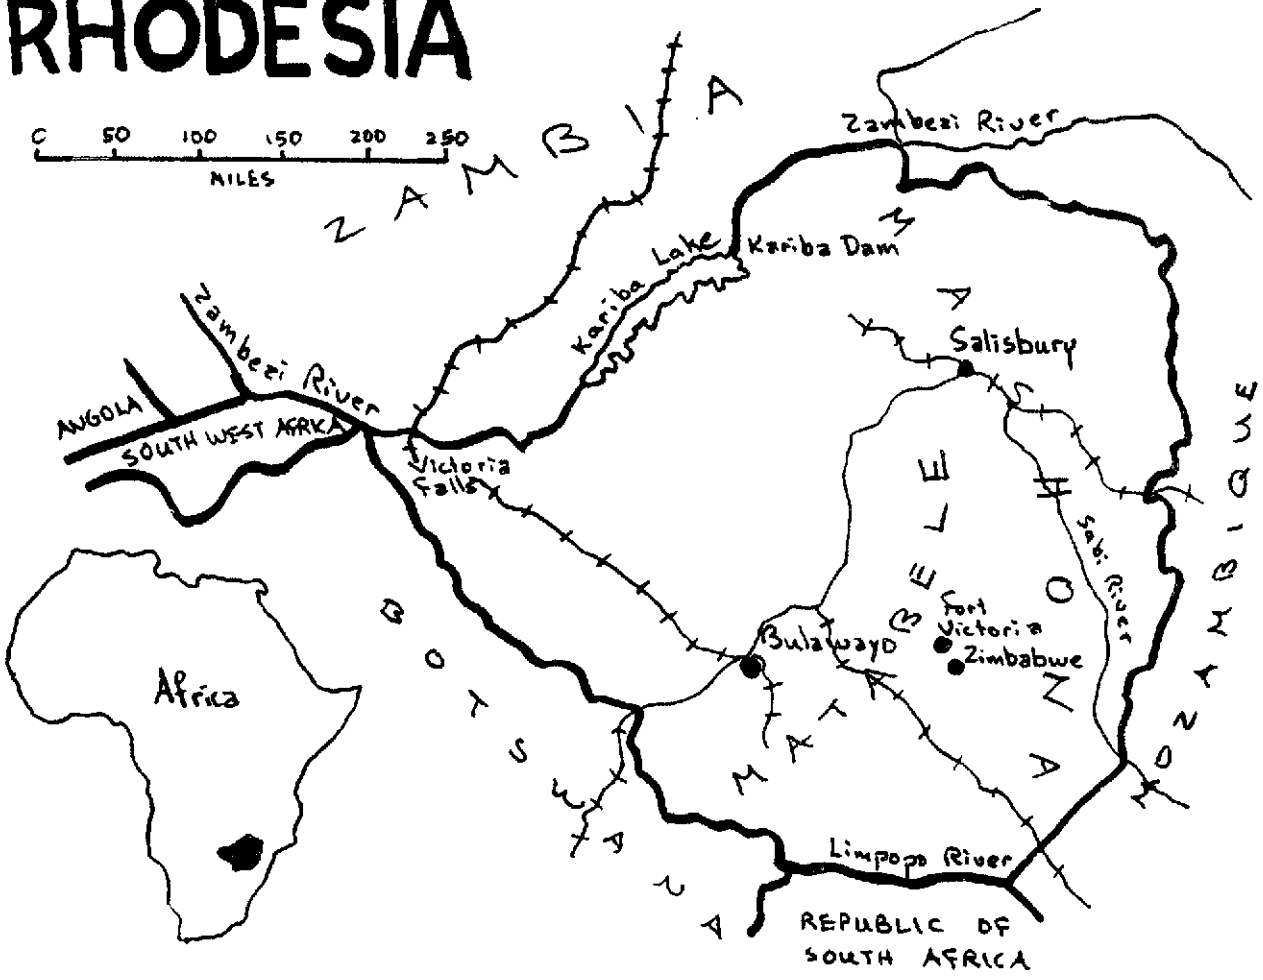 RHODESIA
0 50 100 150 200 250
MILES
ZAMBIA
Zambezi River
Kariba Lake
Kariba Dam
Zambezi River
Salisbury
ANGOLA
SOUTH WEST AFRICA
Victoria
Falls
MASHONA
MATABELE
MOZAMBIQUE
Sabi River
Fort
Victoria
Zimbabwe
Bulawayo
BOTSWANA
Africa
Limpopo River
REPUBLIC OF
SOUTH AFRICA